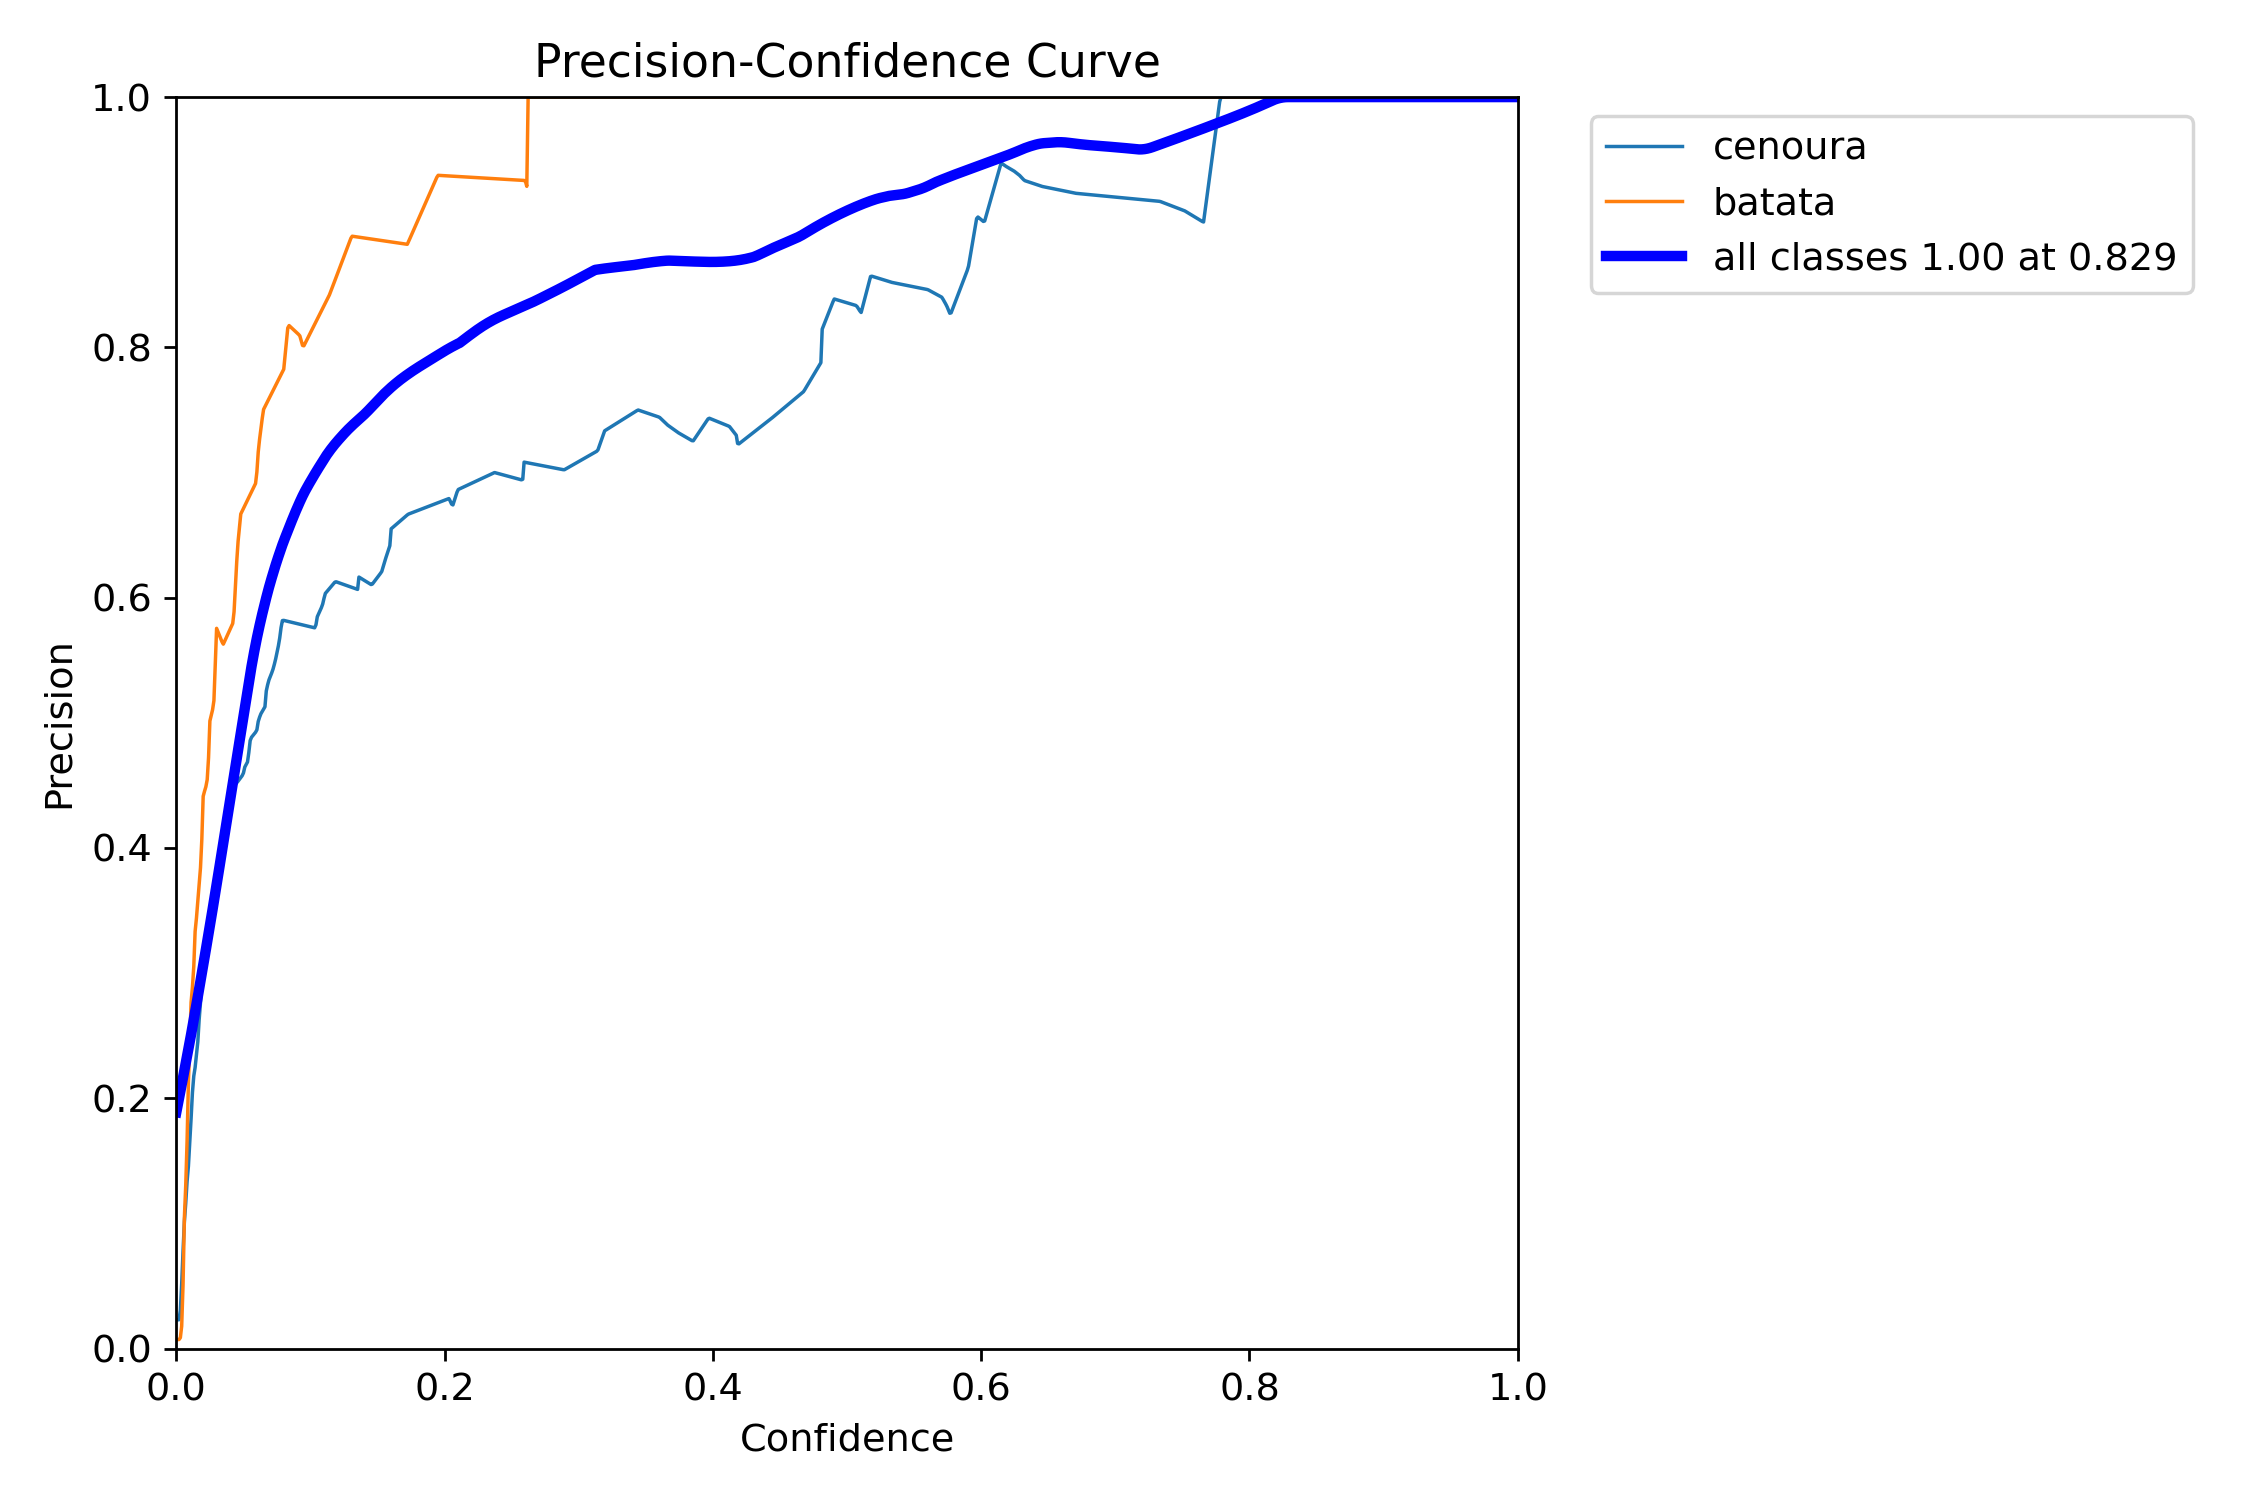 Precision-Confidence Curve
1.0
0.8
0.6
0.4
0.2
0.0
Precision
0.0 0.2 0.4 0.6 0.8 1.0
Confidence
cenoura
batata
all classes 1.00 at 0.829